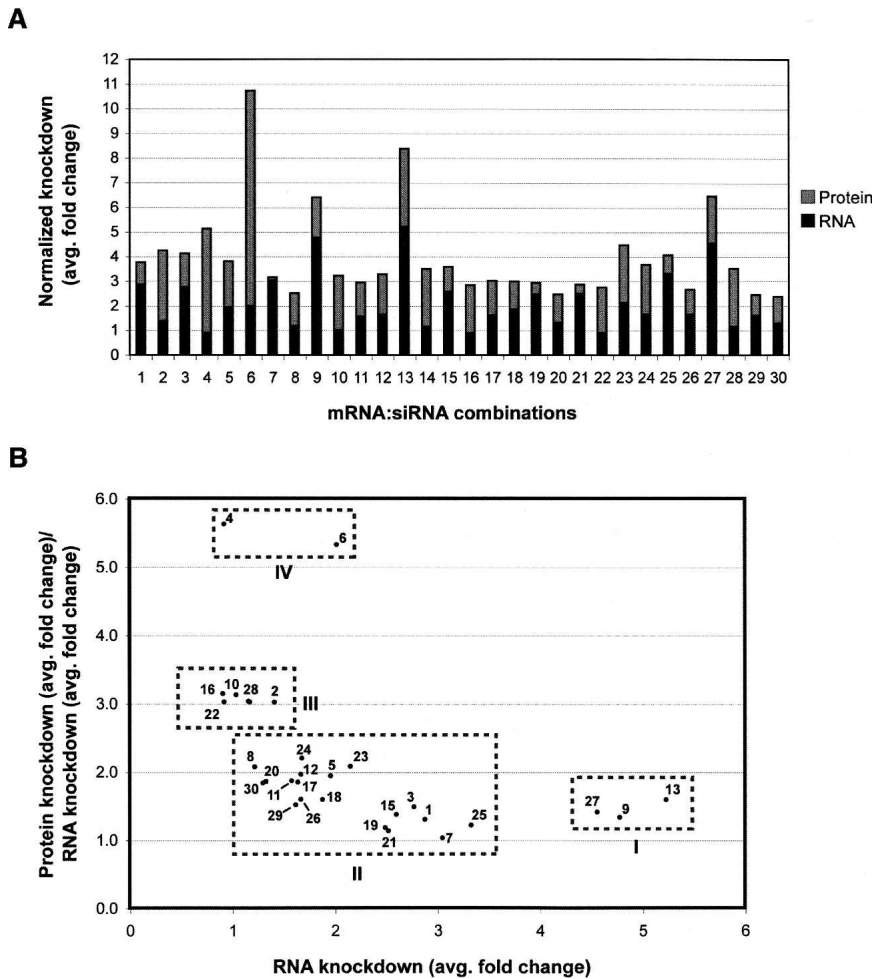 A
Normalized knockdown
(avg. fold change)
12
11
10
9
8
7
6
5
4
3
2
1
0
1 2 3 4 5 6 7 8 9 10 11 12 13 14 15 16 17 18 19 20 21 22 23 24 25 26 27 28 29 30
mRNA:siRNA combinations
Protein
RNA
B
Protein knockdown (avg. fold change)/
RNA knockdown (avg. fold change)
6.0
5.0
4.0
3.0
2.0
1.0
0.0
4
6
IV
16 10 28 2
22
III
24
8 20 12 5 23
30 11 17
29 26 18
15 3 1 25
19 21 7
II
27 9 13
I
0 1 2 3 4 5 6
RNA knockdown (avg. fold change)